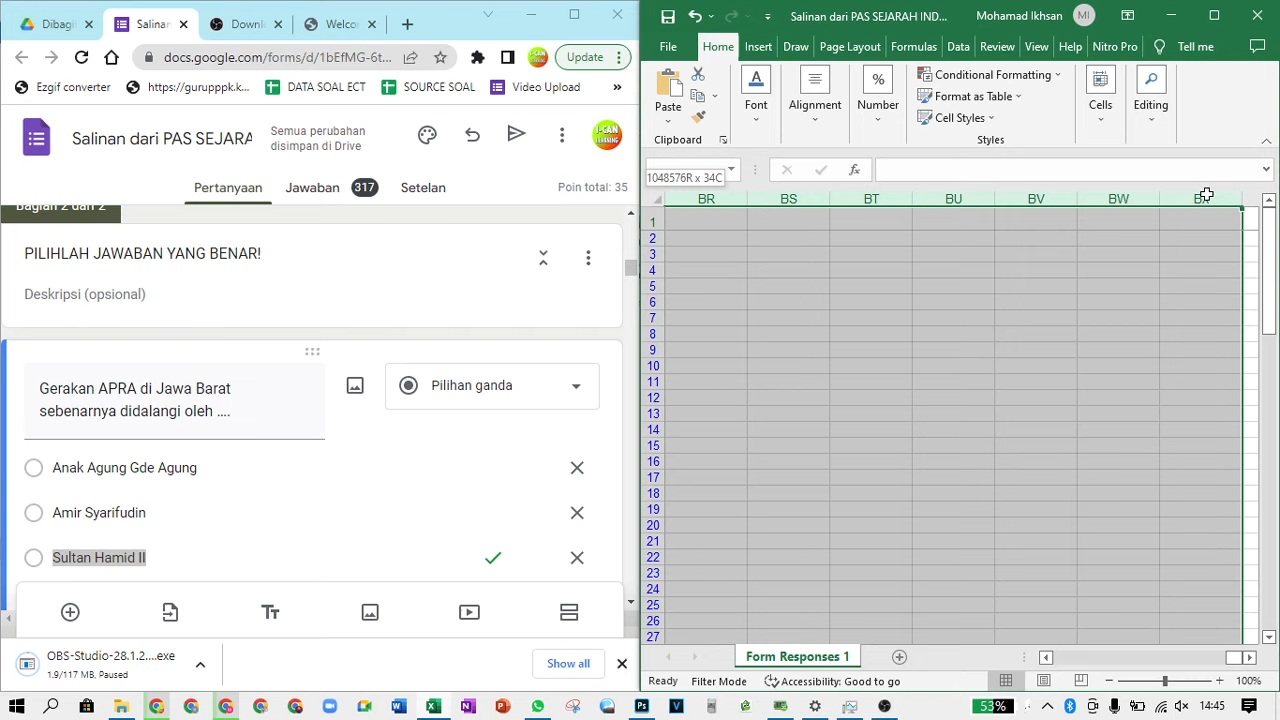 Dibag
Salinan
Downl
Welco
docs.google.com/forms/d/1bEfMG-6t...
Update
Ezgif converter
https://gurupppk.k...
DATA SOAL ECT
SOURCE SOAL
Video Upload
»
Salinan dari PAS SEJARA
Semua perubahan
disimpan di Drive
I-CAN
LEARNING
Pertanyaan
Jawaban
317
Setelan
Poin total: 35
Bagian 2 dari 2
PILIHLAH JAWABAN YANG BENAR!
Deskripsi (opsional)
Gerakan APRA di Jawa Barat
sebenarnya didalangi oleh ....
Pilihan ganda
Anak Agung Gde Agung
Amir Syarifudin
Sultan Hamid II
OBS-Studio-28.1.2....exe
1.9/117 MB, Paused
Show all
Salinan dari PAS SEJARAH IND...
Mohamad Ikhsan
MI
File
Home
Insert
Draw
Page Layout
Formulas
Data
Review
View
Help
Nitro Pro
Tell me
Paste
Clipboard
Font
Alignment
Number
Conditional Formatting
Format as Table
Cell Styles
Styles
Cells
Editing
1048576R x 34C
fx
BR BS BT BU BV BW
1
2
3
4
5
6
7
8
9
10
11
12
13
14
15
16
17
18
19
20
21
22
23
24
25
26
27
Form Responses 1
Ready
Filter Mode
Accessibility: Good to go
100%
53%
14:45